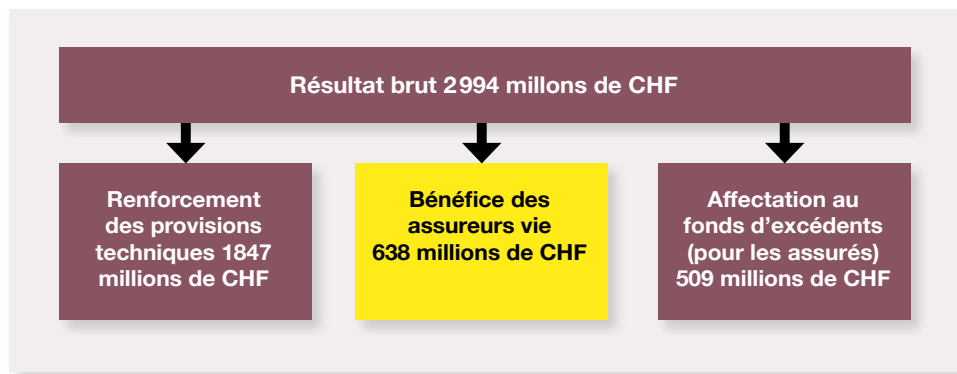 Résultat brut 2994 millons de CHF
Renforcement
des provisions
techniques 1847
millions de CHF
Bénéfice des
assureurs vie
638 millions de CHF
Affectation au
fonds d’excédents
(pour les assurés)
509 millions de CHF